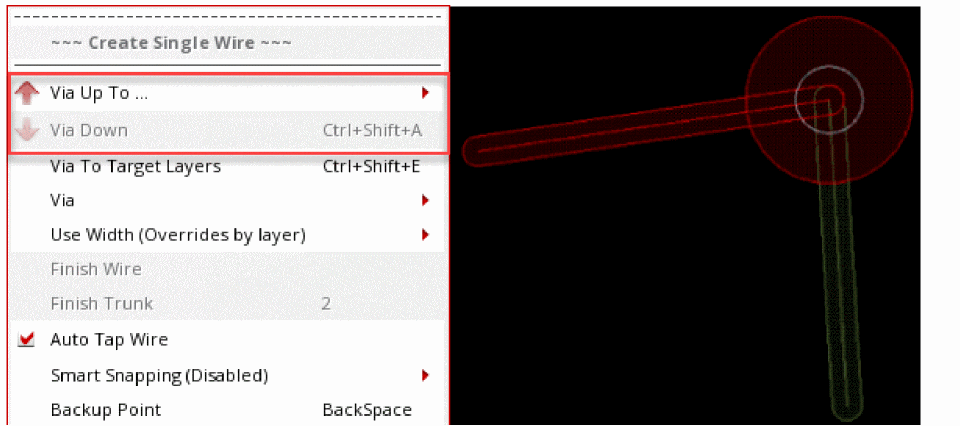 ~~~ Create Single Wire ~~~
Via Up To ...
Via Down Ctrl+Shift+A
Via To Target Layers Ctrl+Shift+E
Via
Use Width (Overrides by layer)
Finish Wire
Finish Trunk 2
Auto Tap Wire
Smart Snapping (Disabled)
Backup Point BackSpace